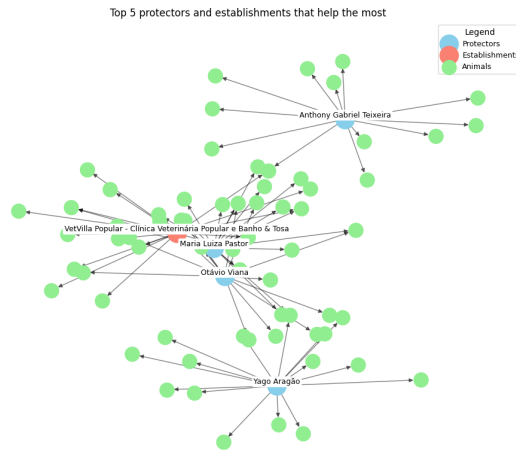 Top 5 protectors and establishments that help the most
Legend
Protectors
Establishments
Animals
Anthony Gabriel Teixeira
VetVilla Popular - Clínica Veterinária Popular e Banho & Tosa
Maria Luiza Pastor
Otávio Viana
Yago Aragão